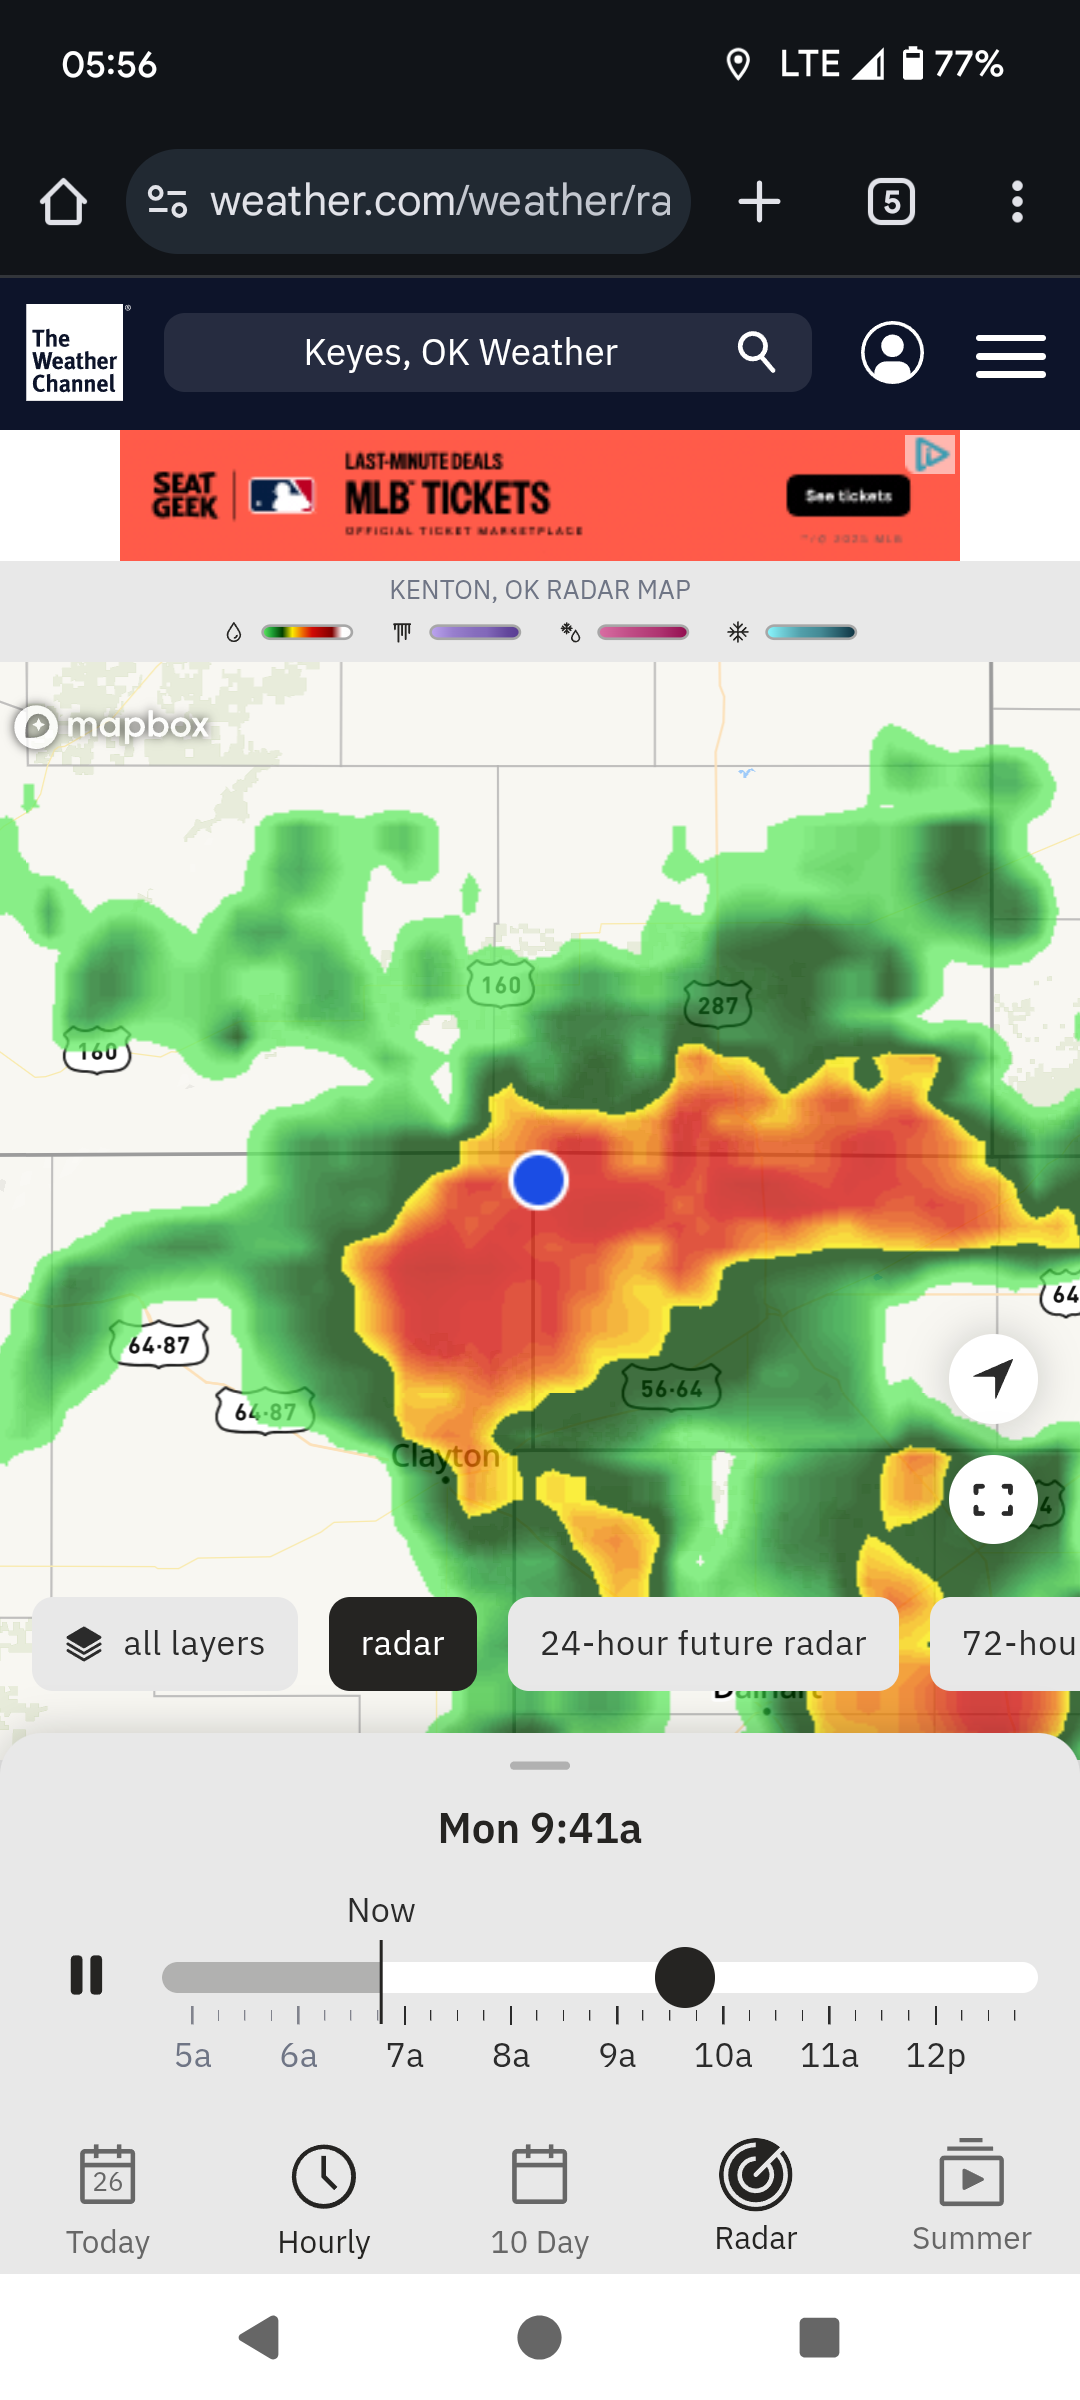 05:56
LTE 77%
weather.com/weather/ra
5
The
Weather
Channel
Keyes, OK Weather
SEAT
GEEK
LAST-MINUTE DEALS
MLB TICKETS
OFFICIAL TICKET MARKETPLACE
See tickets
KENTON, OK RADAR MAP
mapbox
160
287
160
64
64-87
56-64
64-87
Clayton
4
all layers
radar
24-hour future radar
72-hou
Dalhart
Mon 9:41a
Now
5a 6a 7a 8a 9a 10a 11a 12p
26
Today
Hourly
10 Day
Radar
Summer